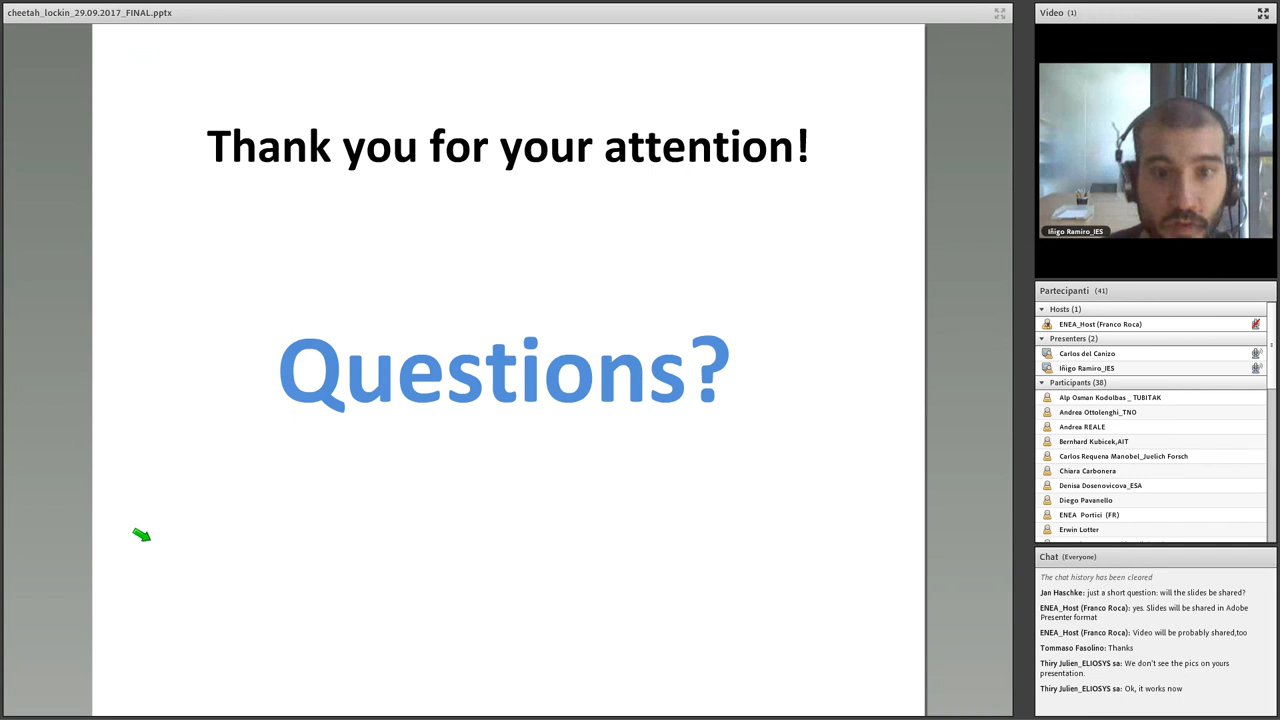 cheetah_lockin_29.09.2017_FINAL.pptx
Thank you for your attention!
Questions?
Video (1)
Iñigo Ramiro_IES
Partecipanti (41)
Hosts (1)
ENEA_Host (Franco Roca)
Presenters (2)
Carlos del Canizo
Iñigo Ramiro_IES
Participants (38)
Alp Osman Kodolbas _ TUBITAK
Andrea Ottolenghi_TNO
Andrea REALE
Bernhard Kubicek,AIT
Carlos Requena Manobel_Juelich Forsch
Chiara Carbonera
Denisa Dosenovicova_ESA
Diego Pavanello
ENEA Portici (FR)
Erwin Lotter
Chat (Everyone)
The chat history has been cleared
Jan Haschke: just a short question: will the slides be shared?
ENEA_Host (Franco Roca): yes. Slides will be shared in Adobe
Presenter format
ENEA_Host (Franco Roca): Video will be probably shared,too
Tommaso Fasolino: Thanks
Thiry Julien_ELIOSYS sa: We don't see the pics on yours
presentation.
Thiry Julien_ELIOSYS sa: Ok, it works now